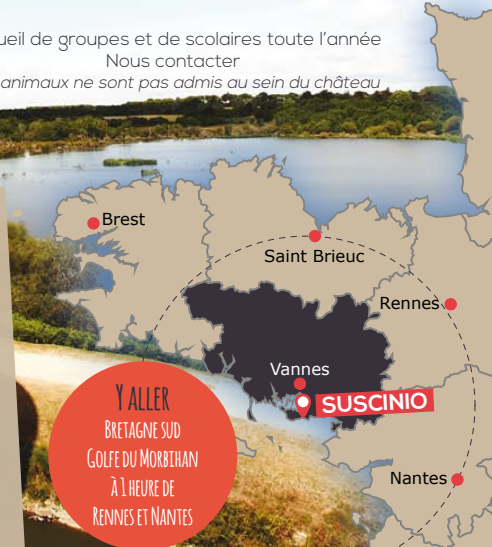 ueil de groupes et de scolaires toute l'année
Nous contacter
animaux ne sont pas admis au sein du château
Brest
Saint Brieuc
Rennes
Vannes
SUSCINIO
Nantes
Y ALLER
BRETAGNE SUD
GOLFE DU MORBIHAN
À 1 HEURE DE
RENNES ET NANTES